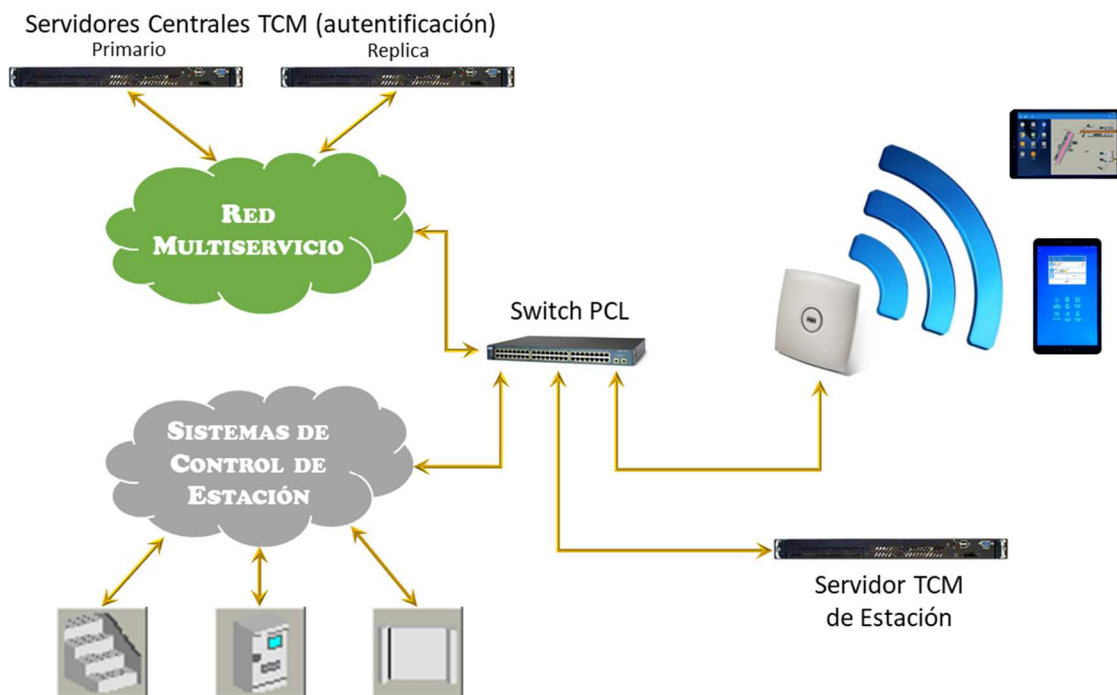 Servidores Centrales TCM (autentificación)
Primario
Replica
RED
MULTISERVICIO
Switch PCL
SISTEMAS DE
CONTROL DE
ESTACIÓN
Servidor TCM
de Estación